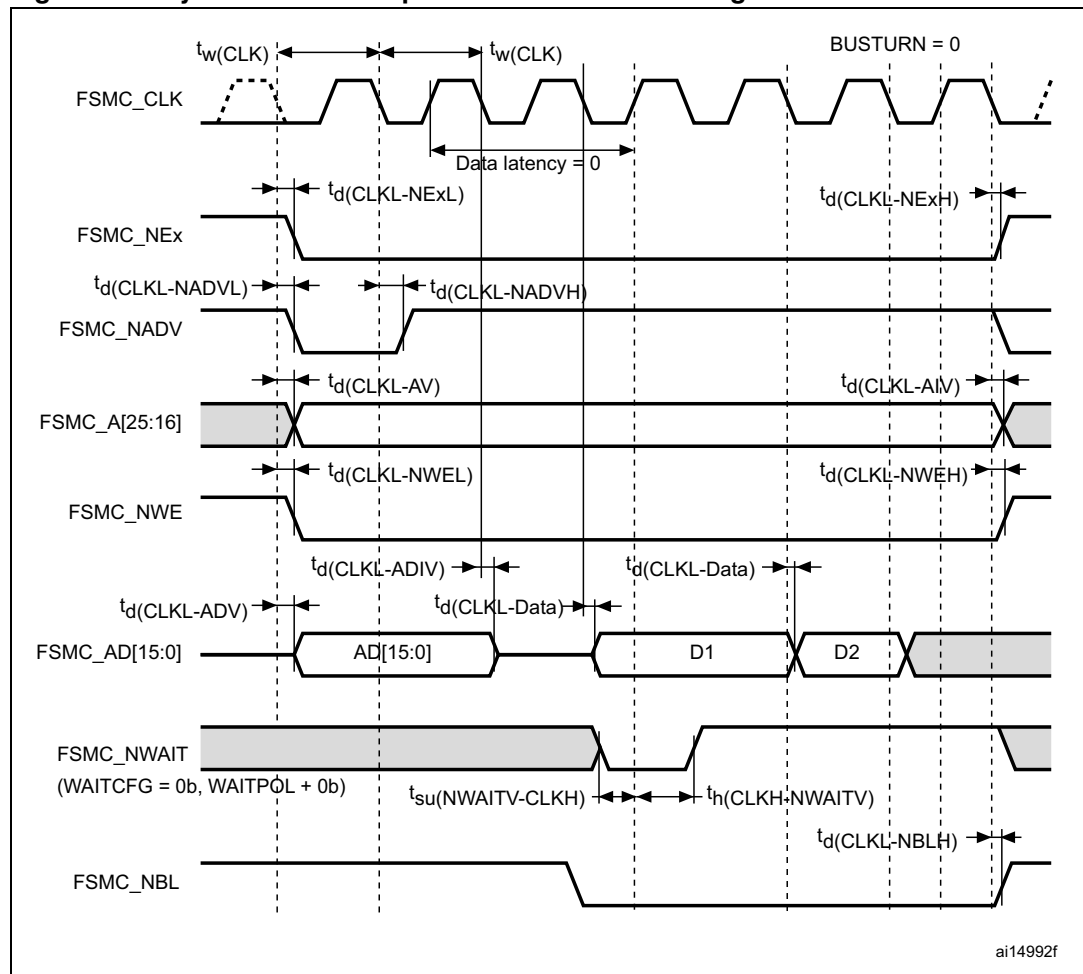 BUSTURN = 0
tw(CLK)
tw(CLK)
FSMC_CLK
Data latency = 0
td(CLKL-NExL)
td(CLKL-NExH)
FSMC_NEx
td(CLKL-NADVL)
td(CLKL-NADVH)
FSMC_NADV
td(CLKL-AV)
td(CLKL-AIV)
FSMC_A[25:16]
td(CLKL-NWEL)
td(CLKL-NWEH)
FSMC_NWE
td(CLKL-ADIV)
td(CLKL-Data)
td(CLKL-ADV)
td(CLKL-Data)
FSMC_AD[15:0]
AD[15:0]
D1
D2
FSMC_NWAIT
(WAITCFG = 0b, WAITPOL + 0b)
tsu(NWAITV-CLKH)
th(CLKH-NWAITV)
td(CLKL-NBLH)
FSMC_NBL
ai14992f